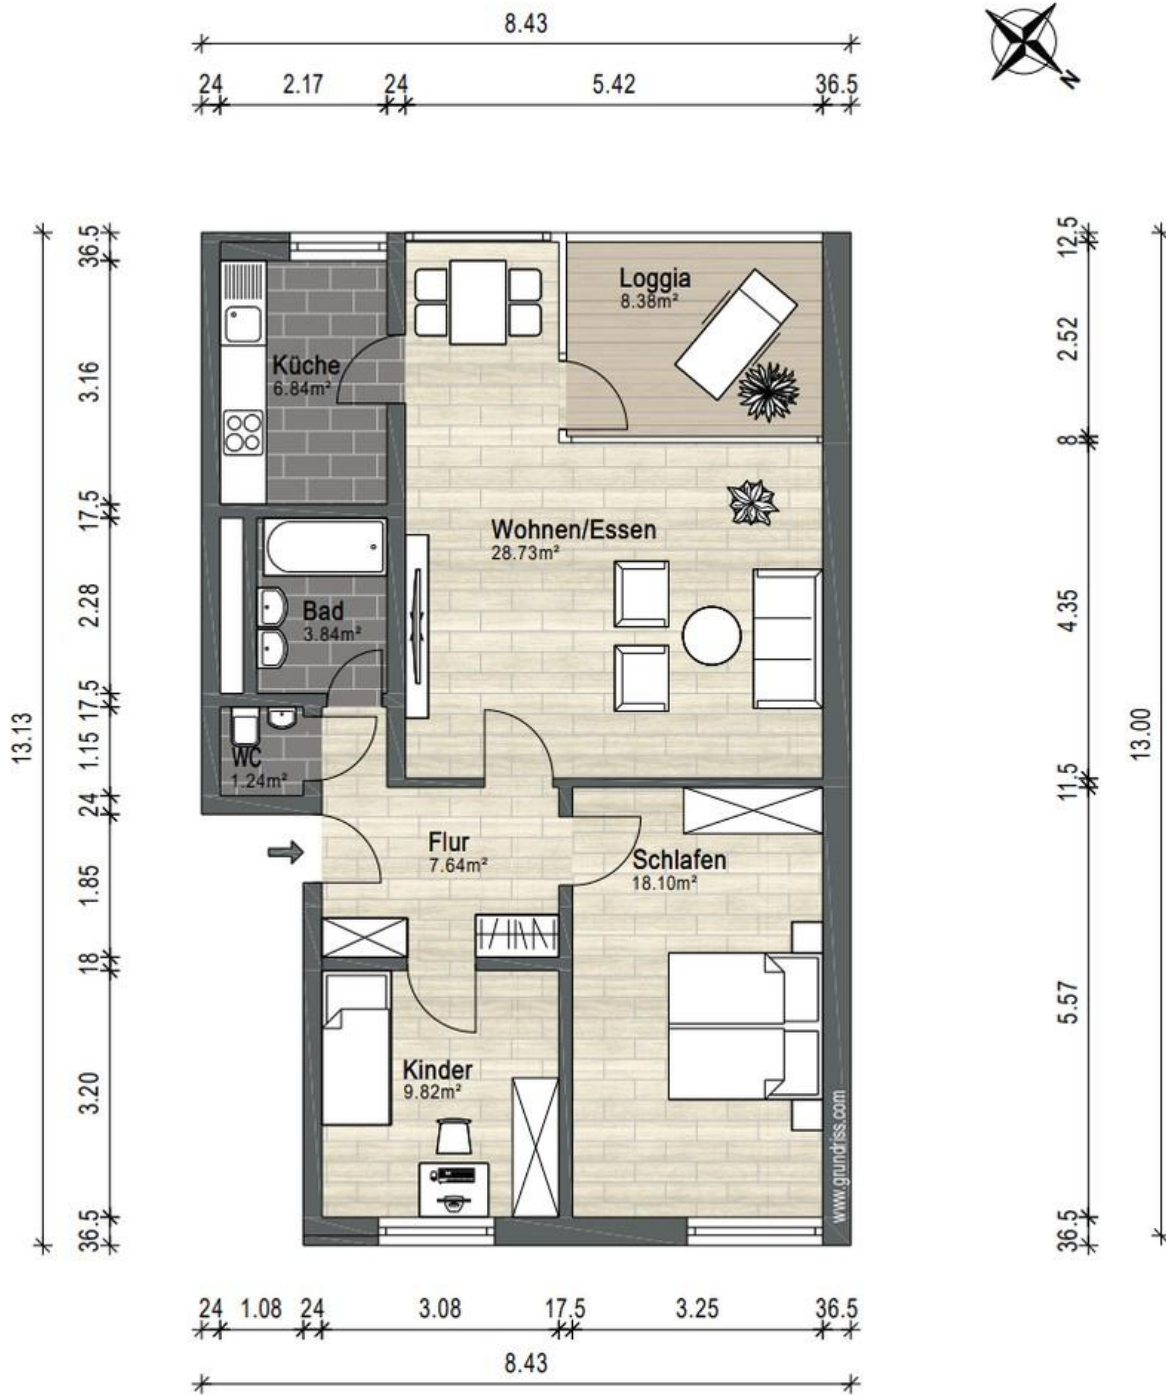 8.43
24 2.17 24 5.42 36.5
N
36.5
3.16
17.5
2.28
17.5
1.15
24
1.85
18
3.20
36.5
13.13
Küche
6.84m²
Loggia
8.38m²
Wohnen/Essen
28.73m²
Bad
3.84m²
WC
1.24m²
Flur
7.64m²
Schlafen
18.10m²
Kinder
9.82m²
www.grundriss.com
12.5
2.52
8
4.35
11.5
5.57
36.5
13.00
24 1.08 24 3.08 17.5 3.25 36.5
8.43